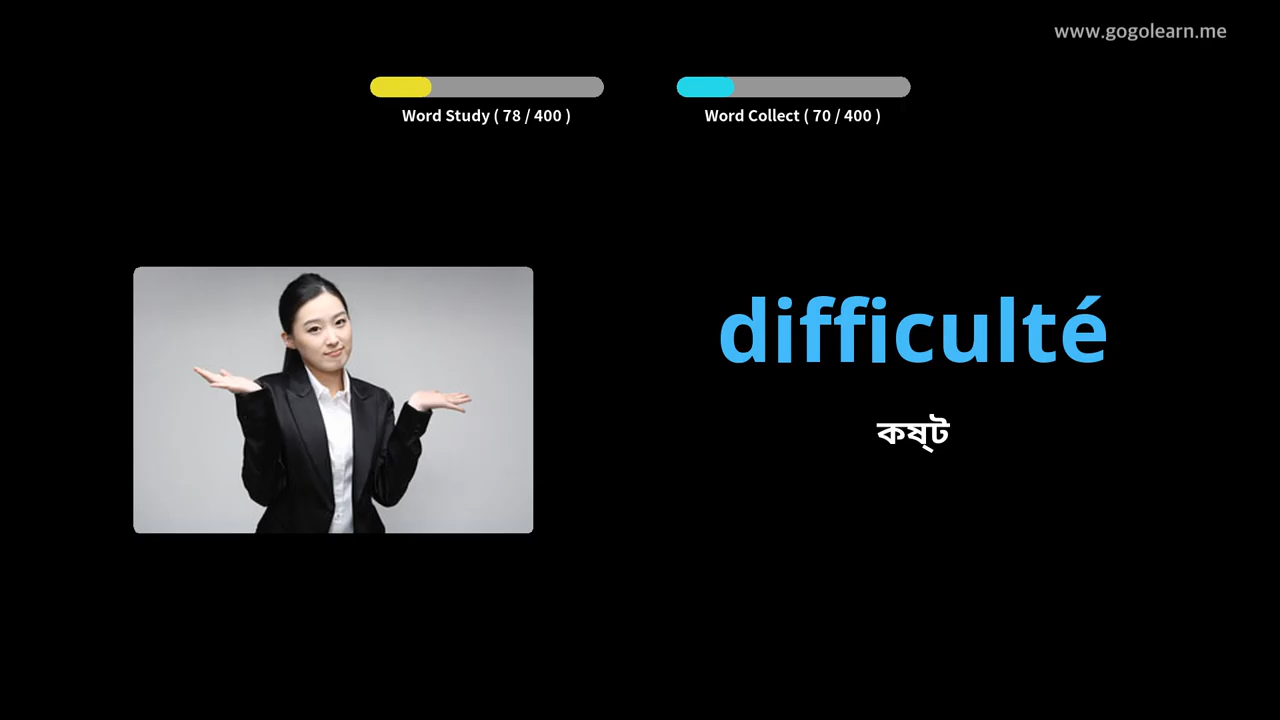 www.gogolearn.me
Word Study ( 78 / 400 )
Word Collect ( 70 / 400 )
difficulté
কষ্ট